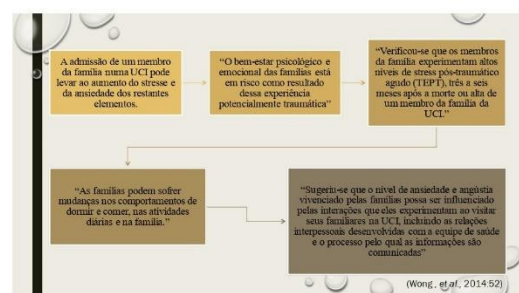 A admissão de um membro
da família numa UCI pode
levar ao aumento do stresse e
da ansiedade dos restantes
elementos.
“O bem-estar psicológico e
emocional das famílias está
em risco como resultado
dessa experiência
potencialmente traumática”
“Verificou-se que os membros
da família experimentam altos
níveis de stress pós-traumático
agudo (TEPT), três a seis
meses após a morte ou alta de
um membro da família da
UCI.”
“As famílias podem sofrer
mudanças nos comportamentos de
dormir e comer, nas atividades
diárias e na família.”
“Sugeriu-se que o nível de ansiedade e angústia
vivenciado pelas famílias possa ser influenciado
pelas interações que eles experimentam ao visitar
seus familiares na UCI, incluindo as relações
interpessoais desenvolvidas com a equipe de saúde
e o processo pelo qual as informações são
comunicadas”
(Wong, et al., 2014:52)